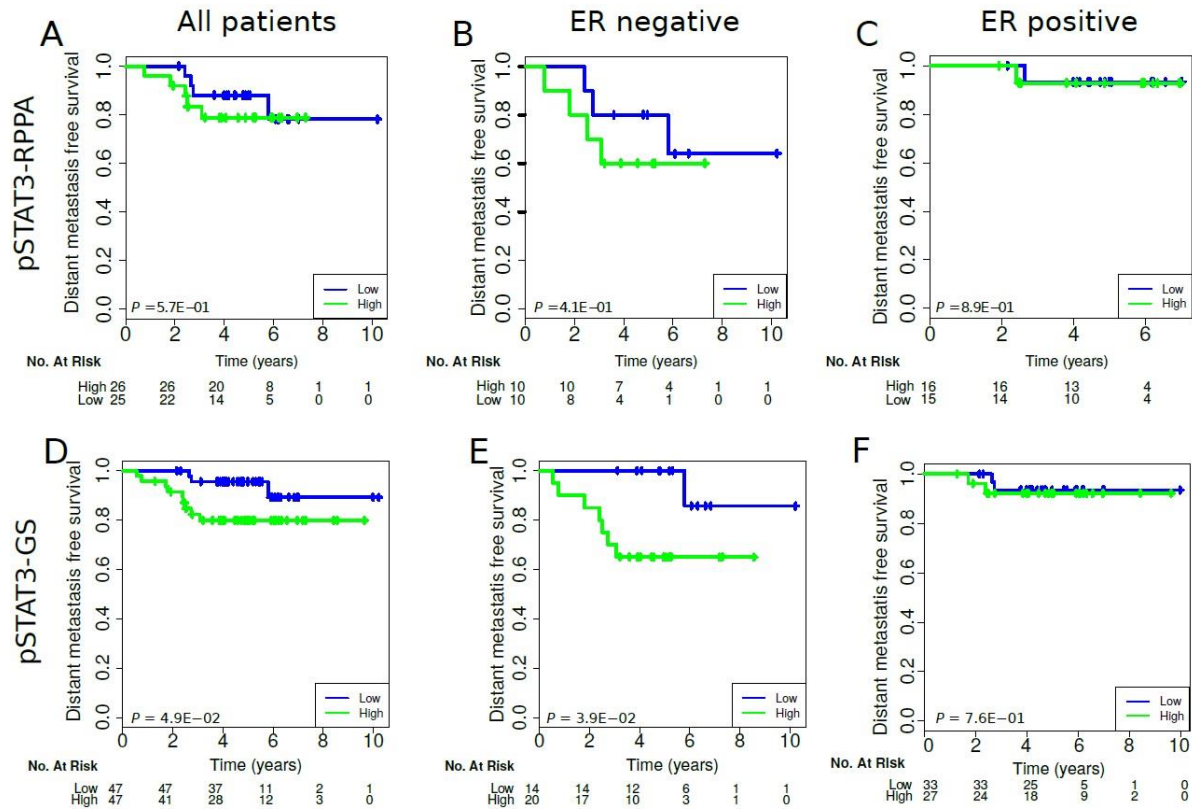 All patients
ER negative
ER positive
pSTAT3-RPPA
A
Distant metastasis free survival
0.0 0.2 0.4 0.6 0.8 1.0
P =5.7E−01
Low
High
0 2 4 6 8 10
Time (years)
No. At Risk
High 26 26 20 8 1 1
Low 25 22 14 5 0 0
B
Distant metastatis free survival
0.0 0.2 0.4 0.6 0.8 1.0
P =4.1E−01
Low
High
0 2 4 6 8 10
Time (years)
No. At Risk
High 10 10 7 4 1 1
Low 10 8 4 1 0 0
C
Distant metastatis free survival
0.0 0.2 0.4 0.6 0.8 1.0
P =8.9E−01
Low
High
0 2 4 6
Time (years)
No. At Risk
High 16 16 13 4
Low 15 14 10 4
pSTAT3-GS
D
Distant metastasis free survival
0.0 0.2 0.4 0.6 0.8 1.0
P = 4.9E−02
Low
High
0 2 4 6 8 10
Time (years)
No. At Risk
Low 47 47 37 11 2 1
High 47 41 28 12 3 0
E
Distant metastatis free survival
0.0 0.2 0.4 0.6 0.8 1.0
P = 3.9E−02
Low
High
0 2 4 6 8 10
Time (years)
No. At Risk
Low 14 14 12 6 1 1
High 20 17 10 3 1 0
F
Distant metastatis free survival
0.0 0.2 0.4 0.6 0.8 1.0
P = 7.6E−01
Low
High
0 2 4 6 8 10
Time (years)
No. At Risk
Low 33 33 25 5 1 0
High 27 24 18 9 2 0